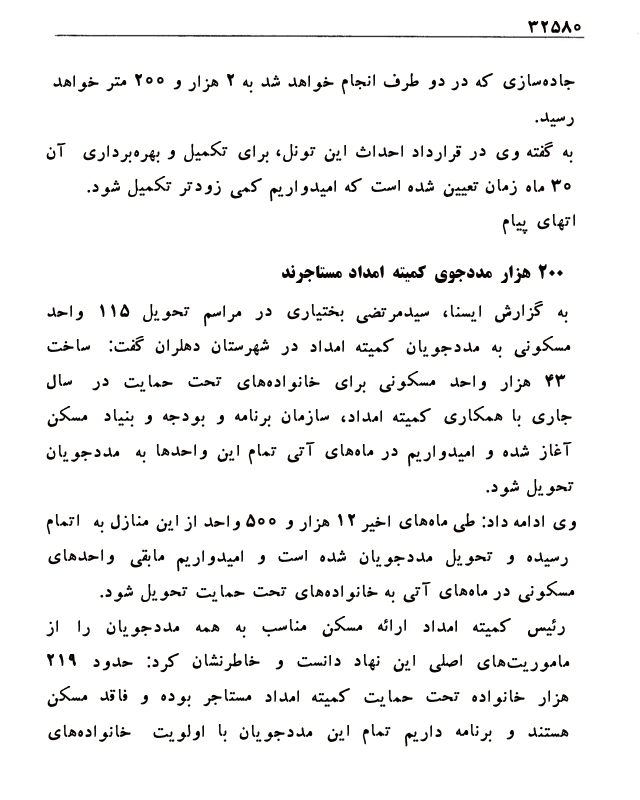 ۳۲۵۸۰
جاده‌سازی که در دو طرف انجام خواهد شد به ۲ هزار و ۲۰۰ متر خواهد
رسید.
به گفته وی در قرارداد احداث این تونل، برای تکمیل و بهره‌برداری آن
۳۰ ماه زمان تعیین شده است که امیدواریم کمی زودتر تکمیل شود.
اتهای پیام
۲۰۰ هزار مددجوی کمیته امداد مستاجرند
به گزارش ایسنا، سیدمرتضی بختیاری در مراسم تحویل ۱۱۵ واحد
مسکونی به مددجویان کمیته امداد در شهرستان دهلران گفت: ساخت
۴۳ هزار واحد مسکونی برای خانواده‌های تحت حمایت در سال
جاری با همکاری کمیته امداد، سازمان برنامه و بودجه و بنیاد مسکن
آغاز شده و امیدواریم در ماه‌های آتی تمام این واحدها به مددجویان
تحویل شود.
وی ادامه داد: طی ماه‌های اخیر ۱۲ هزار و ۵۰۰ واحد از این منازل به اتمام
رسیده و تحویل مددجویان شده است و امیدواریم مابقی واحدهای
مسکونی در ماه‌های آتی به خانواده‌های تحت حمایت تحویل شود.
رئیس کمیته امداد ارائه مسکن مناسب به همه مددجویان را از
ماموریت‌های اصلی این نهاد دانست و خاطرنشان کرد: حدود ۲۱۹
هزار خانواده تحت حمایت کمیته امداد مستاجر بوده و فاقد مسکن
هستند و برنامه داریم تمام این مددجویان با اولویت خانواده‌های